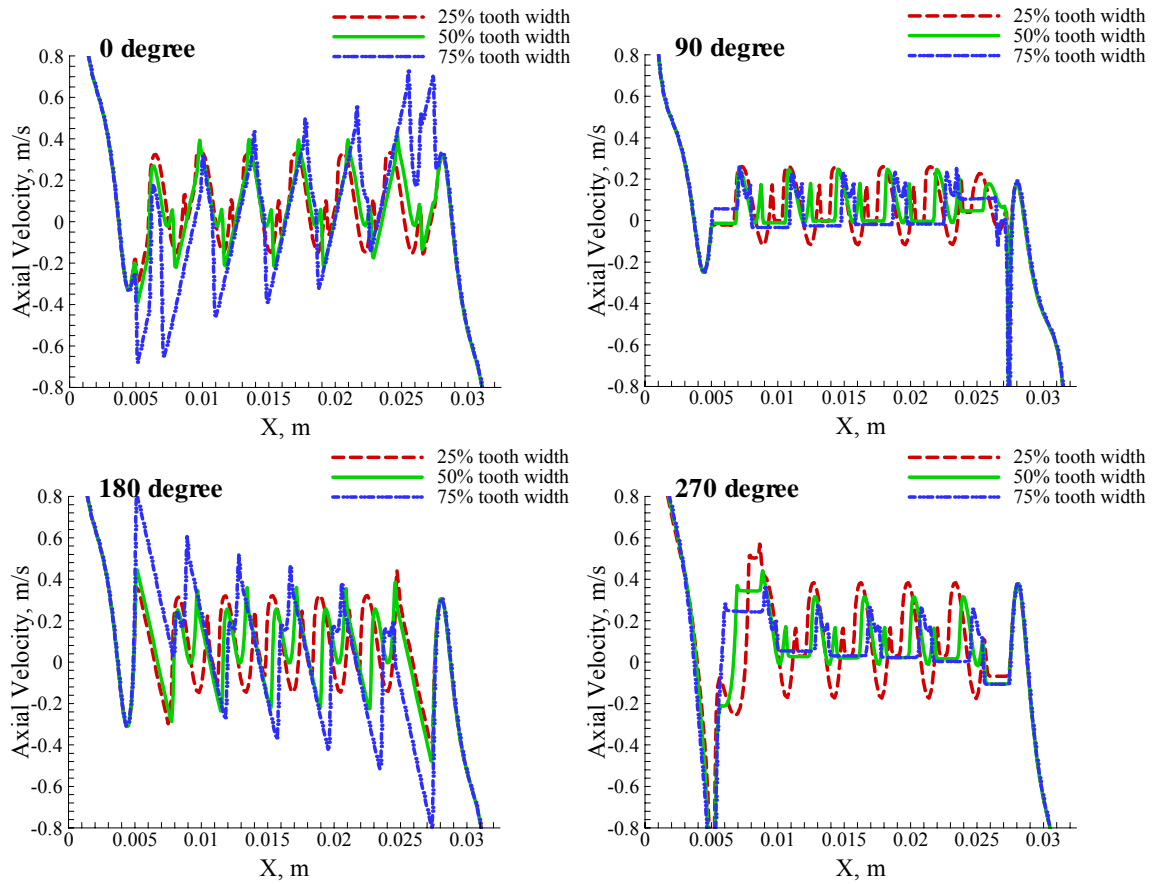 25% tooth width
50% tooth width
75% tooth width
0 degree
Axial Velocity, m/s
0.8
0.6
0.4
0.2
0
-0.2
-0.4
-0.6
-0.8
0 0.005 0.01 0.015 0.02 0.025 0.03
X, m
25% tooth width
50% tooth width
75% tooth width
90 degree
Axial Velocity, m/s
0.8
0.6
0.4
0.2
0
-0.2
-0.4
-0.6
-0.8
0 0.005 0.01 0.015 0.02 0.025 0.03
X, m
25% tooth width
50% tooth width
75% tooth width
180 degree
Axial Velocity, m/s
0.8
0.6
0.4
0.2
0
-0.2
-0.4
-0.6
-0.8
0 0.005 0.01 0.015 0.02 0.025 0.03
X, m
25% tooth width
50% tooth width
75% tooth width
270 degree
Axial Velocity, m/s
0.8
0.6
0.4
0.2
0
-0.2
-0.4
-0.6
-0.8
0 0.005 0.01 0.015 0.02 0.025 0.03
X, m